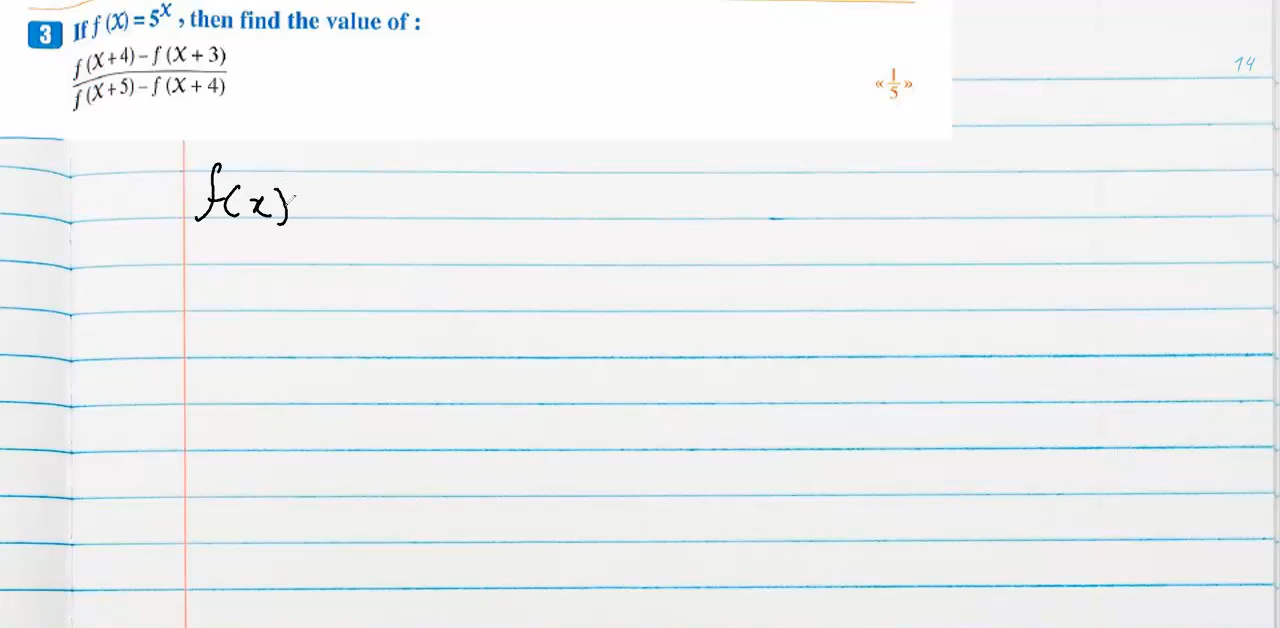 3 If f (X) = 5^X , then find the value of :
f (X + 4) – f (X + 3)
f (X + 5) – f (X + 4)
« 1/5 »
14
f(x)